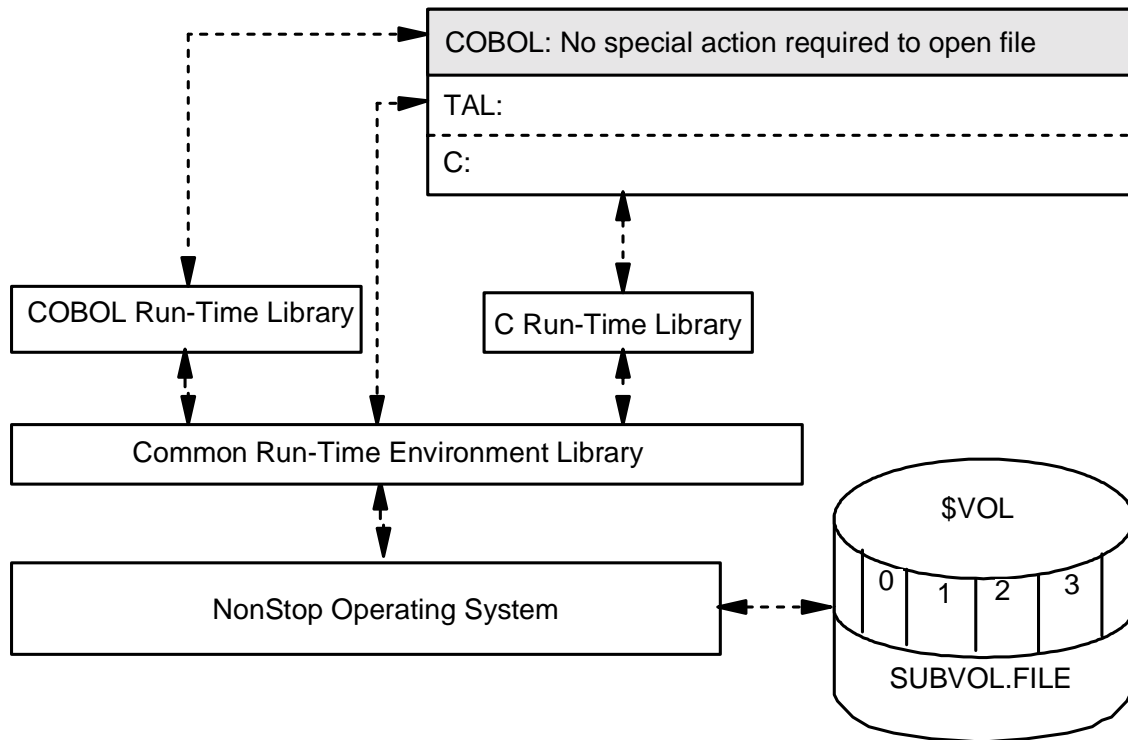 COBOL: No special action required to open file
TAL:
C:
COBOL Run-Time Library
C Run-Time Library
Common Run-Time Environment Library
$VOL
0 1 2 3
NonStop Operating System
SUBVOL.FILE